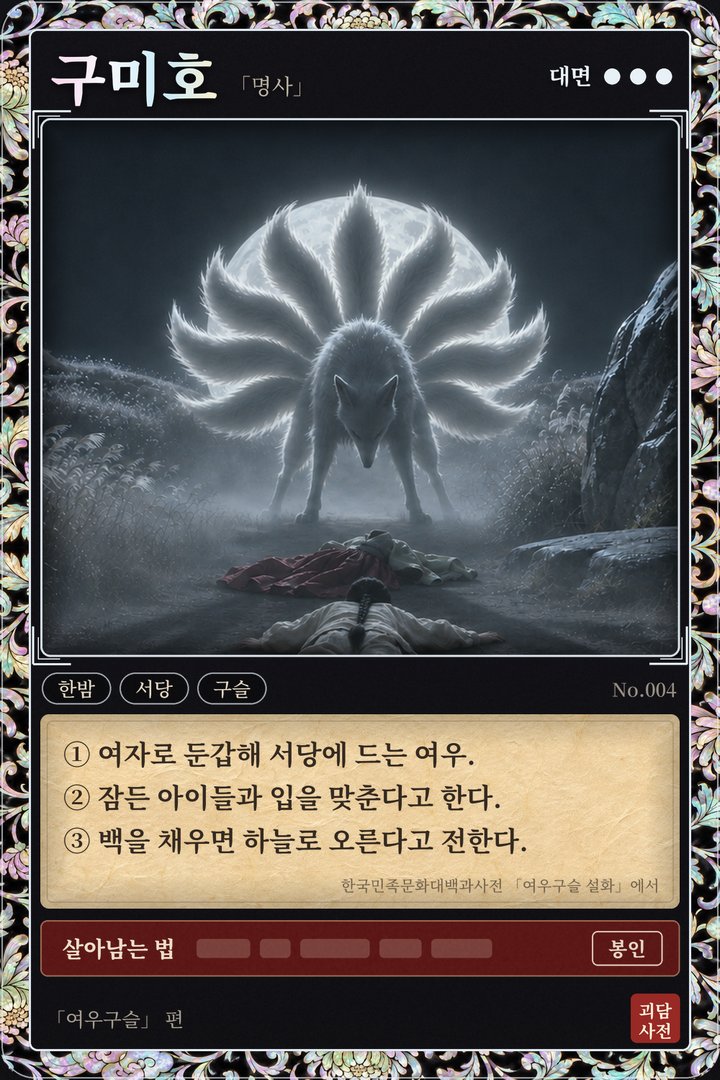 구미호 「명사」 대면 ●●●
한밤 서당 구슬 No.004
① 여자로 둔갑해 서당에 드는 여우.
② 잠든 아이들과 입을 맞춘다고 한다.
③ 백을 채우면 하늘로 오른다고 전한다.
한국민족문화대백과사전 「여우구슬 설화」에서
살아남는 법 봉인
「여우구슬」 편
괴담
사전